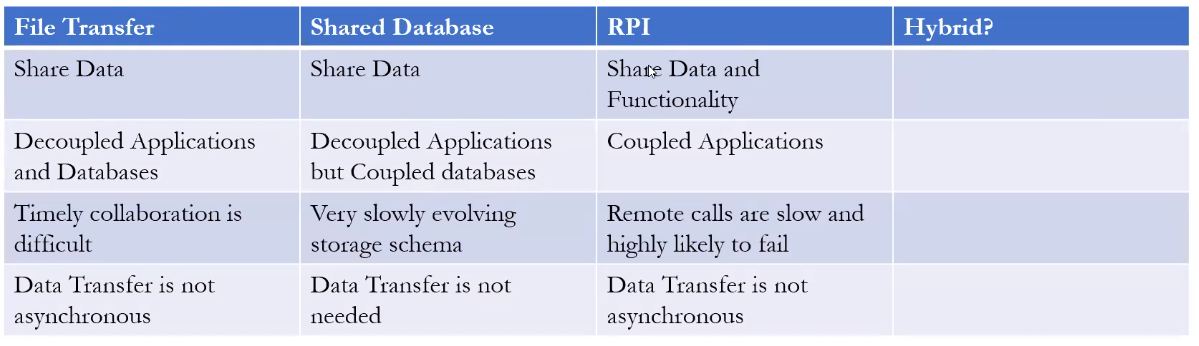 File Transfer
Shared Database
RPI
Hybrid?
Share Data
Share Data
Share Data and
Functionality
Decoupled Applications
and Databases
Decoupled Applications
but Coupled databases
Coupled Applications
Timely collaboration is
difficult
Very slowly evolving
storage schema
Remote calls are slow and
highly likely to fail
Data Transfer is not
asynchronous
Data Transfer is not
needed
Data Transfer is not
asynchronous